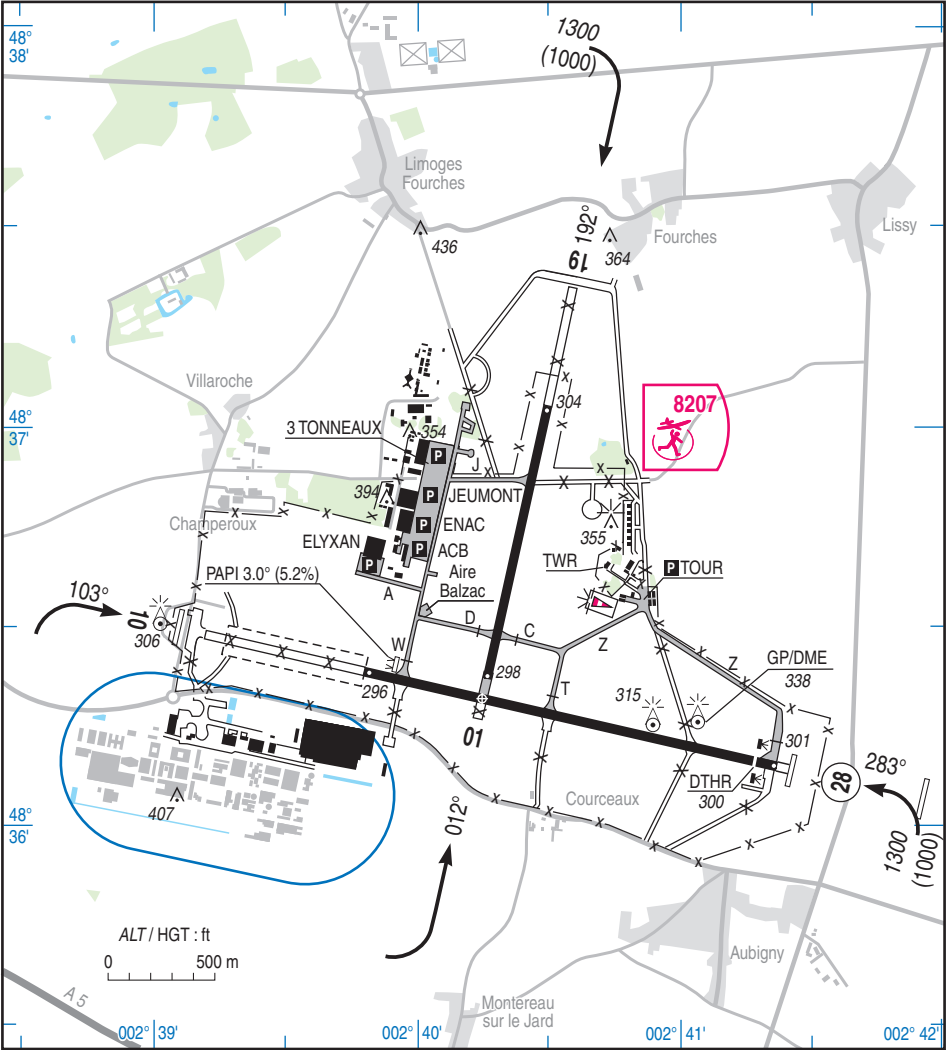 48°
38'
1300
(1000)
Limoges
Fourches
436
192°
19
364
Fourches
Lissy
Villaroche
48°
37'
3 TONNEAUX
354
P
304
8207
J
394
P
JEUMONT
Champeroux
P
ENAC
355
ELYXAN
P
ACB
P
TWR
P TOUR
PAPI 3.0° (5.2%)
Aire
Balzac
A
103°
10
306
D
C
Z
Z
W
GP/DME
338
296
298
T
315
01
301
DTHR
300
28
283°
407
012°
Courceaux
48°
36'
1300
(1000)
ALT / HGT : ft
0 500 m
Aubigny
A 5
Montereau
sur le Jard
002° 39'
002° 40'
002° 41'
002° 42'